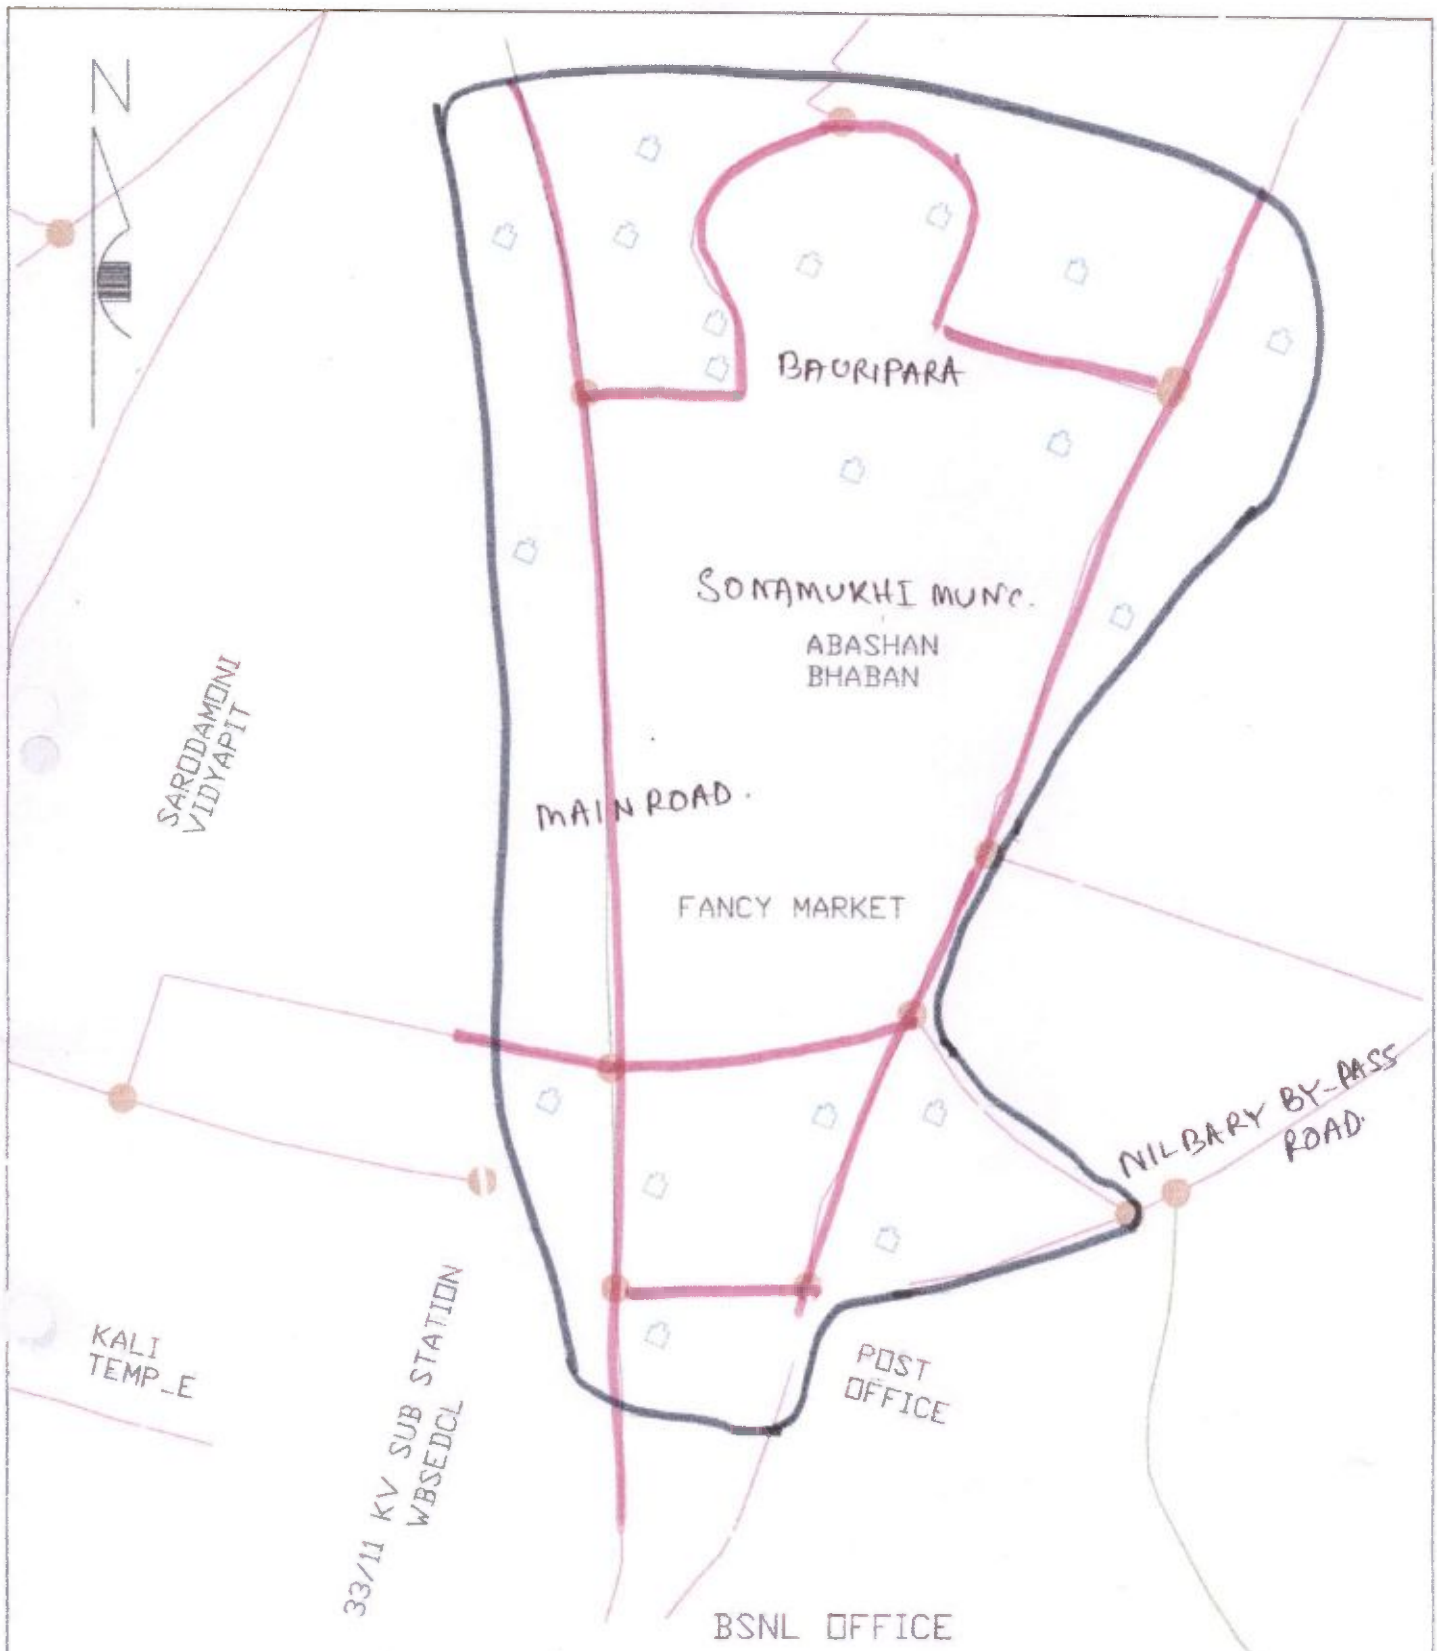 N
BAURIPARA
SONAMUKHI MUNC.
ABASHAN
BHABAN
SARODAMONI
VIDYAPIT
MAIN ROAD.
FANCY MARKET
NILBARY BY-PASS
ROAD.
KALI
TEMP_E
33/11 KV SUB STATION
WBSEDCL
POST
OFFICE
BSNL OFFICE